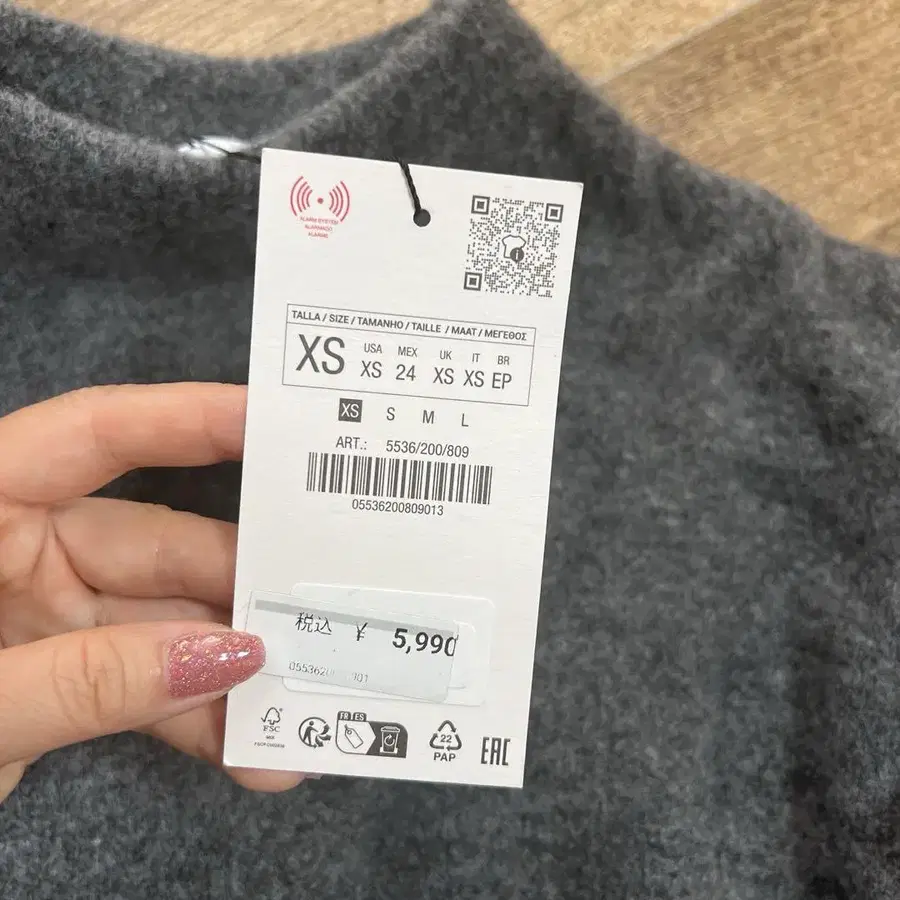 ALARM SYSTEM
ALARMADO
ALARME
TALLA / SIZE / TAMANHO / TAILLE / MAAT / ΜΕΓΕΘΟΣ
XS USA XS MEX 24 UK XS IT XS BR EP
XS S M L
ART.: 5536/200/809
05536200809013
税込 ¥ 5,990
FSC
MIX
FR ES
22
PAP
EAC